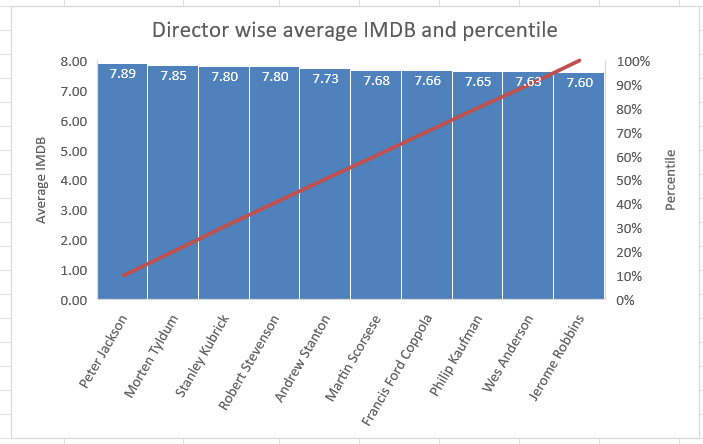 Director wise average IMDB and percentile
8.00
7.00
6.00
5.00
4.00
3.00
2.00
1.00
0.00
Average IMDB
7.89 7.85 7.80 7.80 7.73 7.68 7.66 7.65 7.63 7.60
100%
90%
80%
70%
60%
50%
40%
30%
20%
10%
0%
Percentile
Peter Jackson
Morten Tyldum
Stanley Kubrick
Robert Stevenson
Andrew Stanton
Martin Scorsese
Francis Ford Coppola
Philip Kaufman
Wes Anderson
Jerome Robbins